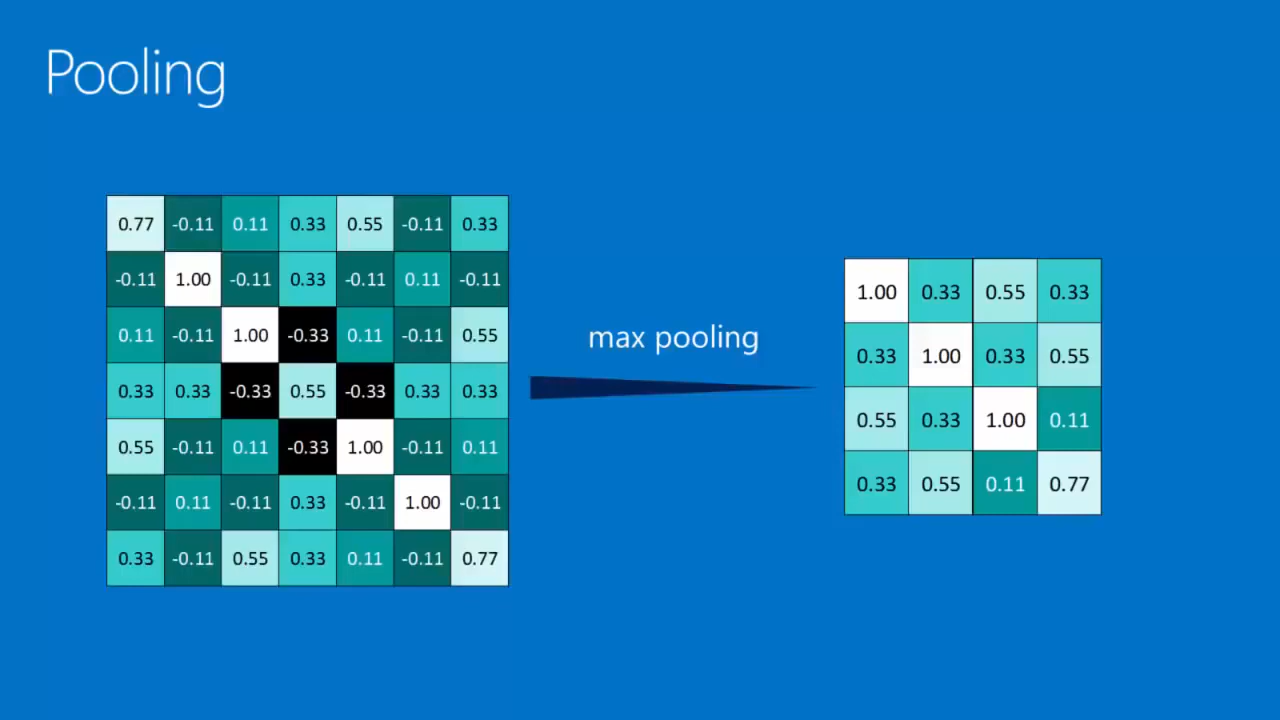 Pooling
0.77 -0.11 0.11 0.33 0.55 -0.11 0.33
-0.11 1.00 -0.11 0.33 -0.11 0.11 -0.11
0.11 -0.11 1.00 -0.33 0.11 -0.11 0.55
0.33 0.33 -0.33 0.55 -0.33 0.33 0.33
0.55 -0.11 0.11 -0.33 1.00 -0.11 0.11
-0.11 0.11 -0.11 0.33 -0.11 1.00 -0.11
0.33 -0.11 0.55 0.33 0.11 -0.11 0.77
max pooling
1.00 0.33 0.55 0.33
0.33 1.00 0.33 0.55
0.55 0.33 1.00 0.11
0.33 0.55 0.11 0.77